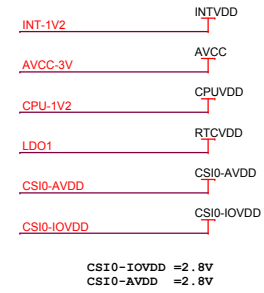 INTVDD
INT-1V2
AVCC
AVCC-3V
CPUVDD
CPU-1V2
RTCVDD
LDO1
CSI0-AVDD
CSI0-AVDD
CSI0-IOVDD
CSI0-IOVDD
CSI0-IOVDD =2.8V
CSI0-AVDD =2.8V